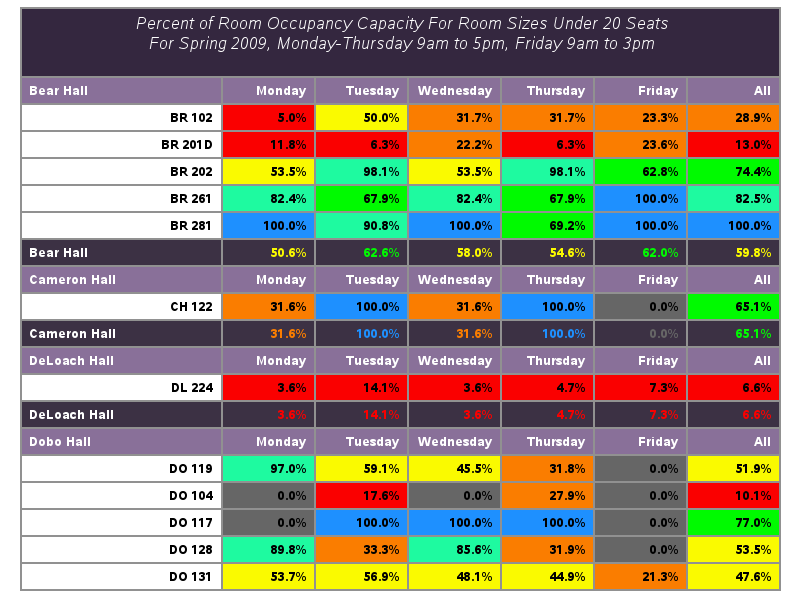 Percent of Room Occupancy Capacity For Room Sizes Under 20 Seats
For Spring 2009, Monday-Thursday 9am to 5pm, Friday 9am to 3pm
Bear Hall Monday Tuesday Wednesday Thursday Friday All
BR 102 5.0% 50.0% 31.7% 31.7% 23.3% 28.9%
BR 201D 11.8% 6.3% 22.2% 6.3% 23.6% 13.0%
BR 202 53.5% 98.1% 53.5% 98.1% 62.8% 74.4%
BR 261 82.4% 67.9% 82.4% 67.9% 100.0% 82.5%
BR 281 100.0% 90.8% 100.0% 69.2% 100.0% 100.0%
Bear Hall 50.6% 62.6% 58.0% 54.6% 62.0% 59.8%
Cameron Hall Monday Tuesday Wednesday Thursday Friday All
CH 122 31.6% 100.0% 31.6% 100.0% 0.0% 65.1%
Cameron Hall 31.6% 100.0% 31.6% 100.0% 0.0% 65.1%
DeLoach Hall Monday Tuesday Wednesday Thursday Friday All
DL 224 3.6% 14.1% 3.6% 4.7% 7.3% 6.6%
DeLoach Hall 3.6% 14.1% 3.6% 4.7% 7.3% 6.6%
Dobo Hall Monday Tuesday Wednesday Thursday Friday All
DO 119 97.0% 59.1% 45.5% 31.8% 0.0% 51.9%
DO 104 0.0% 17.6% 0.0% 27.9% 0.0% 10.1%
DO 117 0.0% 100.0% 100.0% 100.0% 0.0% 77.0%
DO 128 89.8% 33.3% 85.6% 31.9% 0.0% 53.5%
DO 131 53.7% 56.9% 48.1% 44.9% 21.3% 47.6%